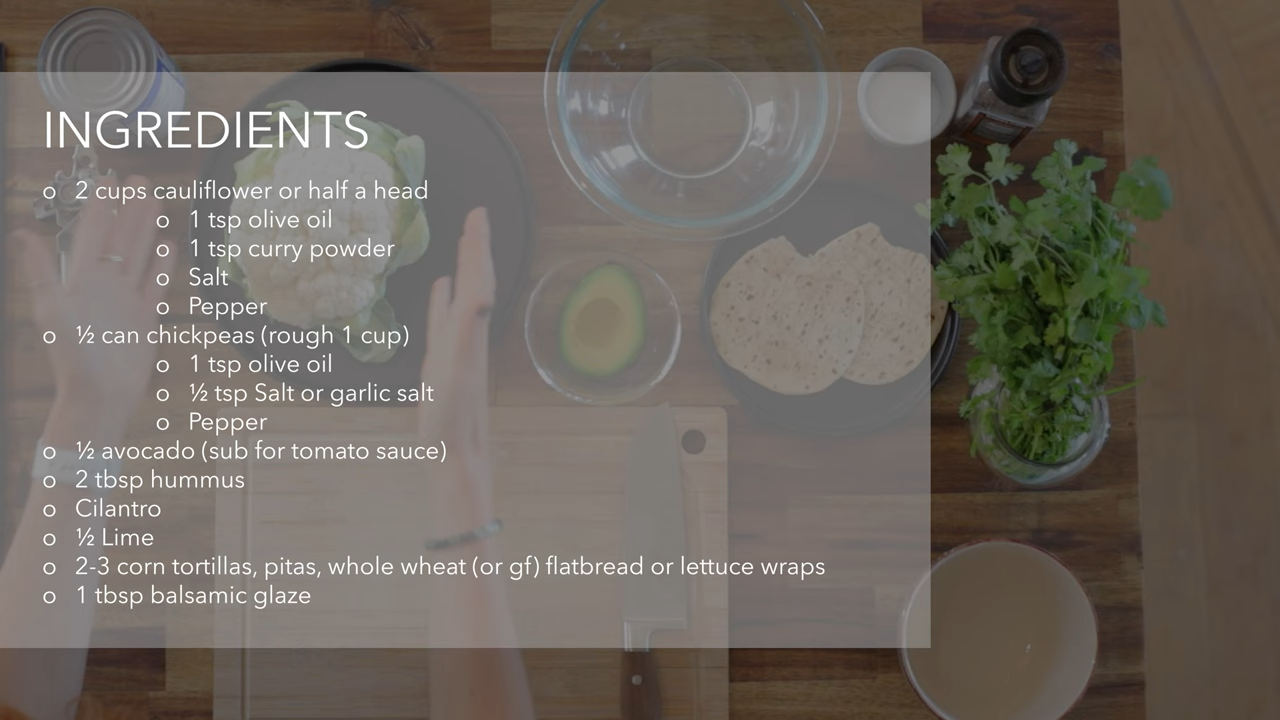 INGREDIENTS
o 2 cups cauliflower or half a head
o 1 tsp olive oil
o 1 tsp curry powder
o Salt
o Pepper
o ½ can chickpeas (rough 1 cup)
o 1 tsp olive oil
o ½ tsp Salt or garlic salt
o Pepper
o ½ avocado (sub for tomato sauce)
o 2 tbsp hummus
o Cilantro
o ½ Lime
o 2-3 corn tortillas, pitas, whole wheat (or gf) flatbread or lettuce wraps
o 1 tbsp balsamic glaze